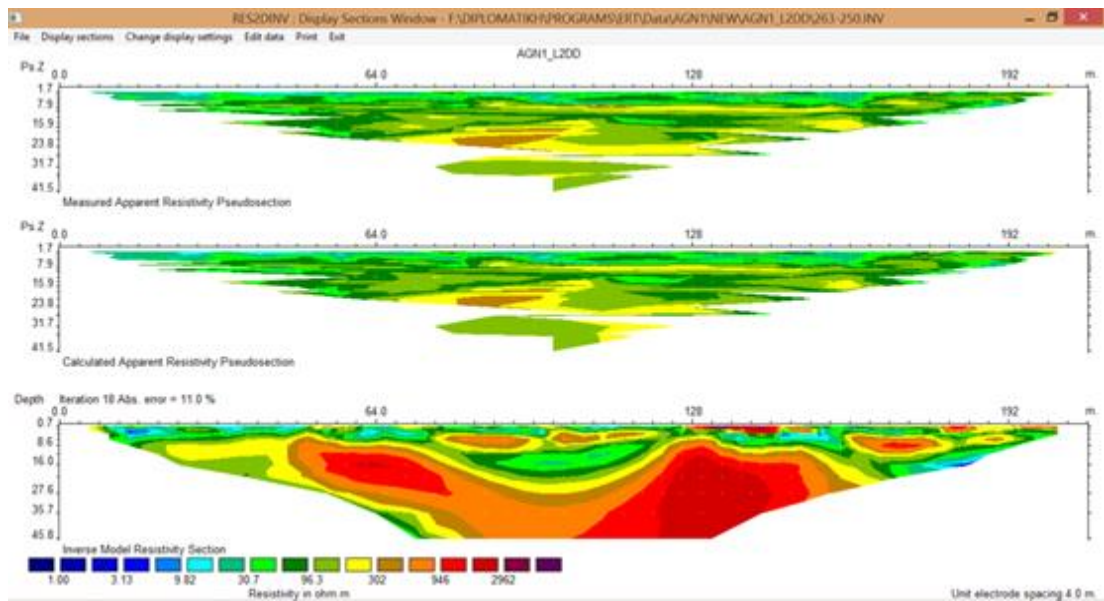 RES2DINV : Display Sections Window - F:\DIPLOMATIKH\PROGRAMS\ERT\Data\AGN1\NEW\AGN1_L2DD\263-250.INV
File Display sections Change display settings Edit data Print Exit
AGN1_L2DD
Ps.Z 0.0 64.0 128 192 m.
1.7
7.9
15.9
23.8
31.7
41.5
Measured Apparent Resistivity Pseudosection
Ps.Z 0.0 64.0 128 192 m.
1.7
7.9
15.9
23.8
31.7
41.5
Calculated Apparent Resistivity Pseudosection
Depth Iteration 18 Abs. error = 11.0 %
0.0 64.0 128 192 m.
0.7
8.6
16.0
27.6
35.7
45.8
Inverse Model Resistivity Section
1.00 3.13 9.82 30.7 96.3 302 946 2962
Resistivity in ohm.m
Unit electrode spacing 4.0 m.